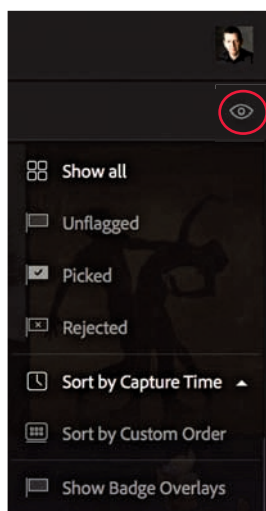 Show all
Unflagged
Picked
Rejected
Sort by Capture Time
Sort by Custom Order
Show Badge Overlays